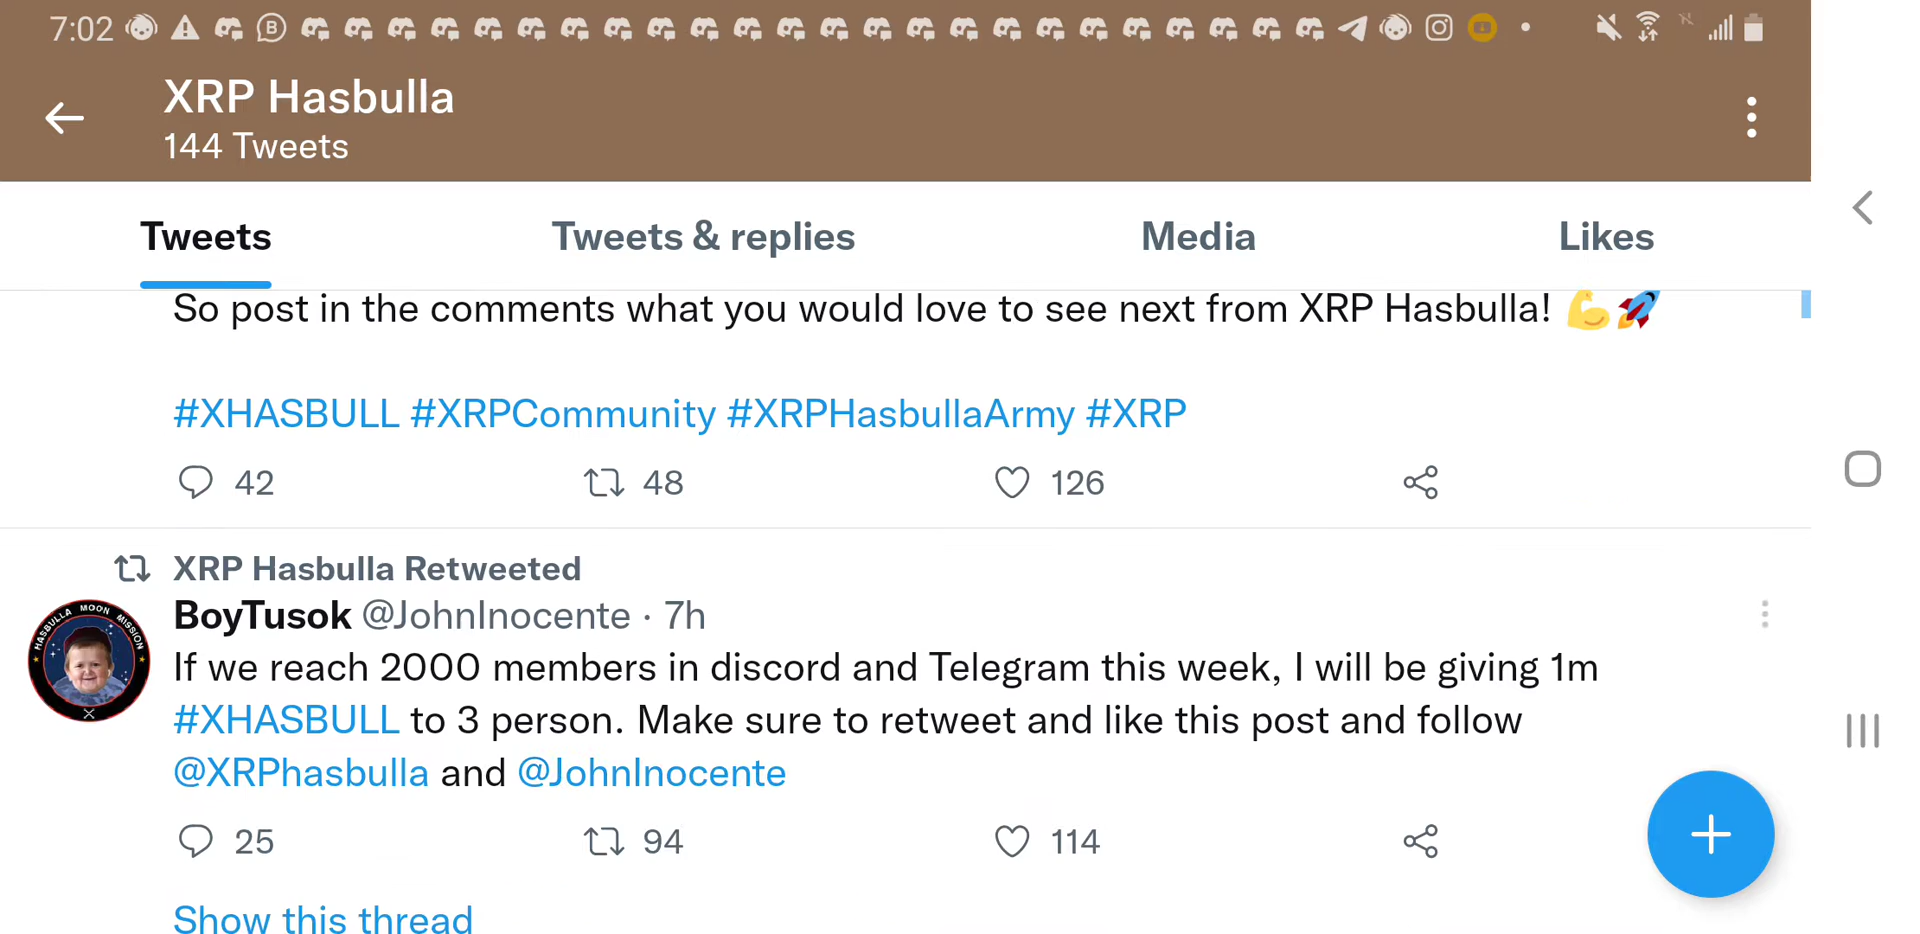 7:02
XRP Hasbulla
144 Tweets
Tweets Tweets & replies Media Likes
So post in the comments what you would love to see next from XRP Hasbulla! 💪🚀
#XHASBULL #XRPCommunity #XRPHasbullaArmy #XRP
42 48 126
XRP Hasbulla Retweeted
BoyTusok @JohnInocente · 7h
HASBULLA MOON MISSION
X
If we reach 2000 members in discord and Telegram this week, I will be giving 1m
#XHASBULL to 3 person. Make sure to retweet and like this post and follow
@XRPhasbulla and @JohnInocente
25 94 114
Show this thread